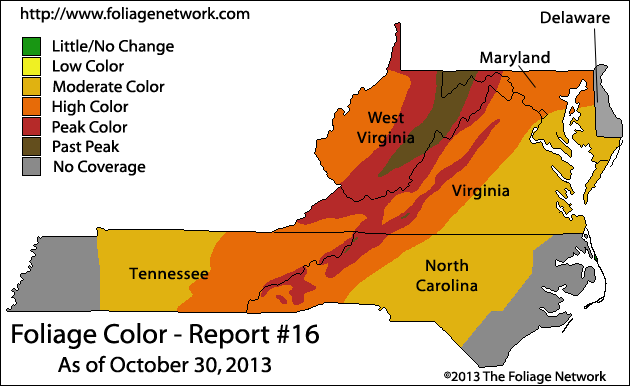 http://www.foliagenetwork.com
Delaware
Little/No Change
Low Color
Moderate Color
High Color
Peak Color
Past Peak
No Coverage
Maryland
West
Virginia
Virginia
Tennessee
North
Carolina
Foliage Color - Report #16
As of October 30, 2013
©2013 The Foliage Network